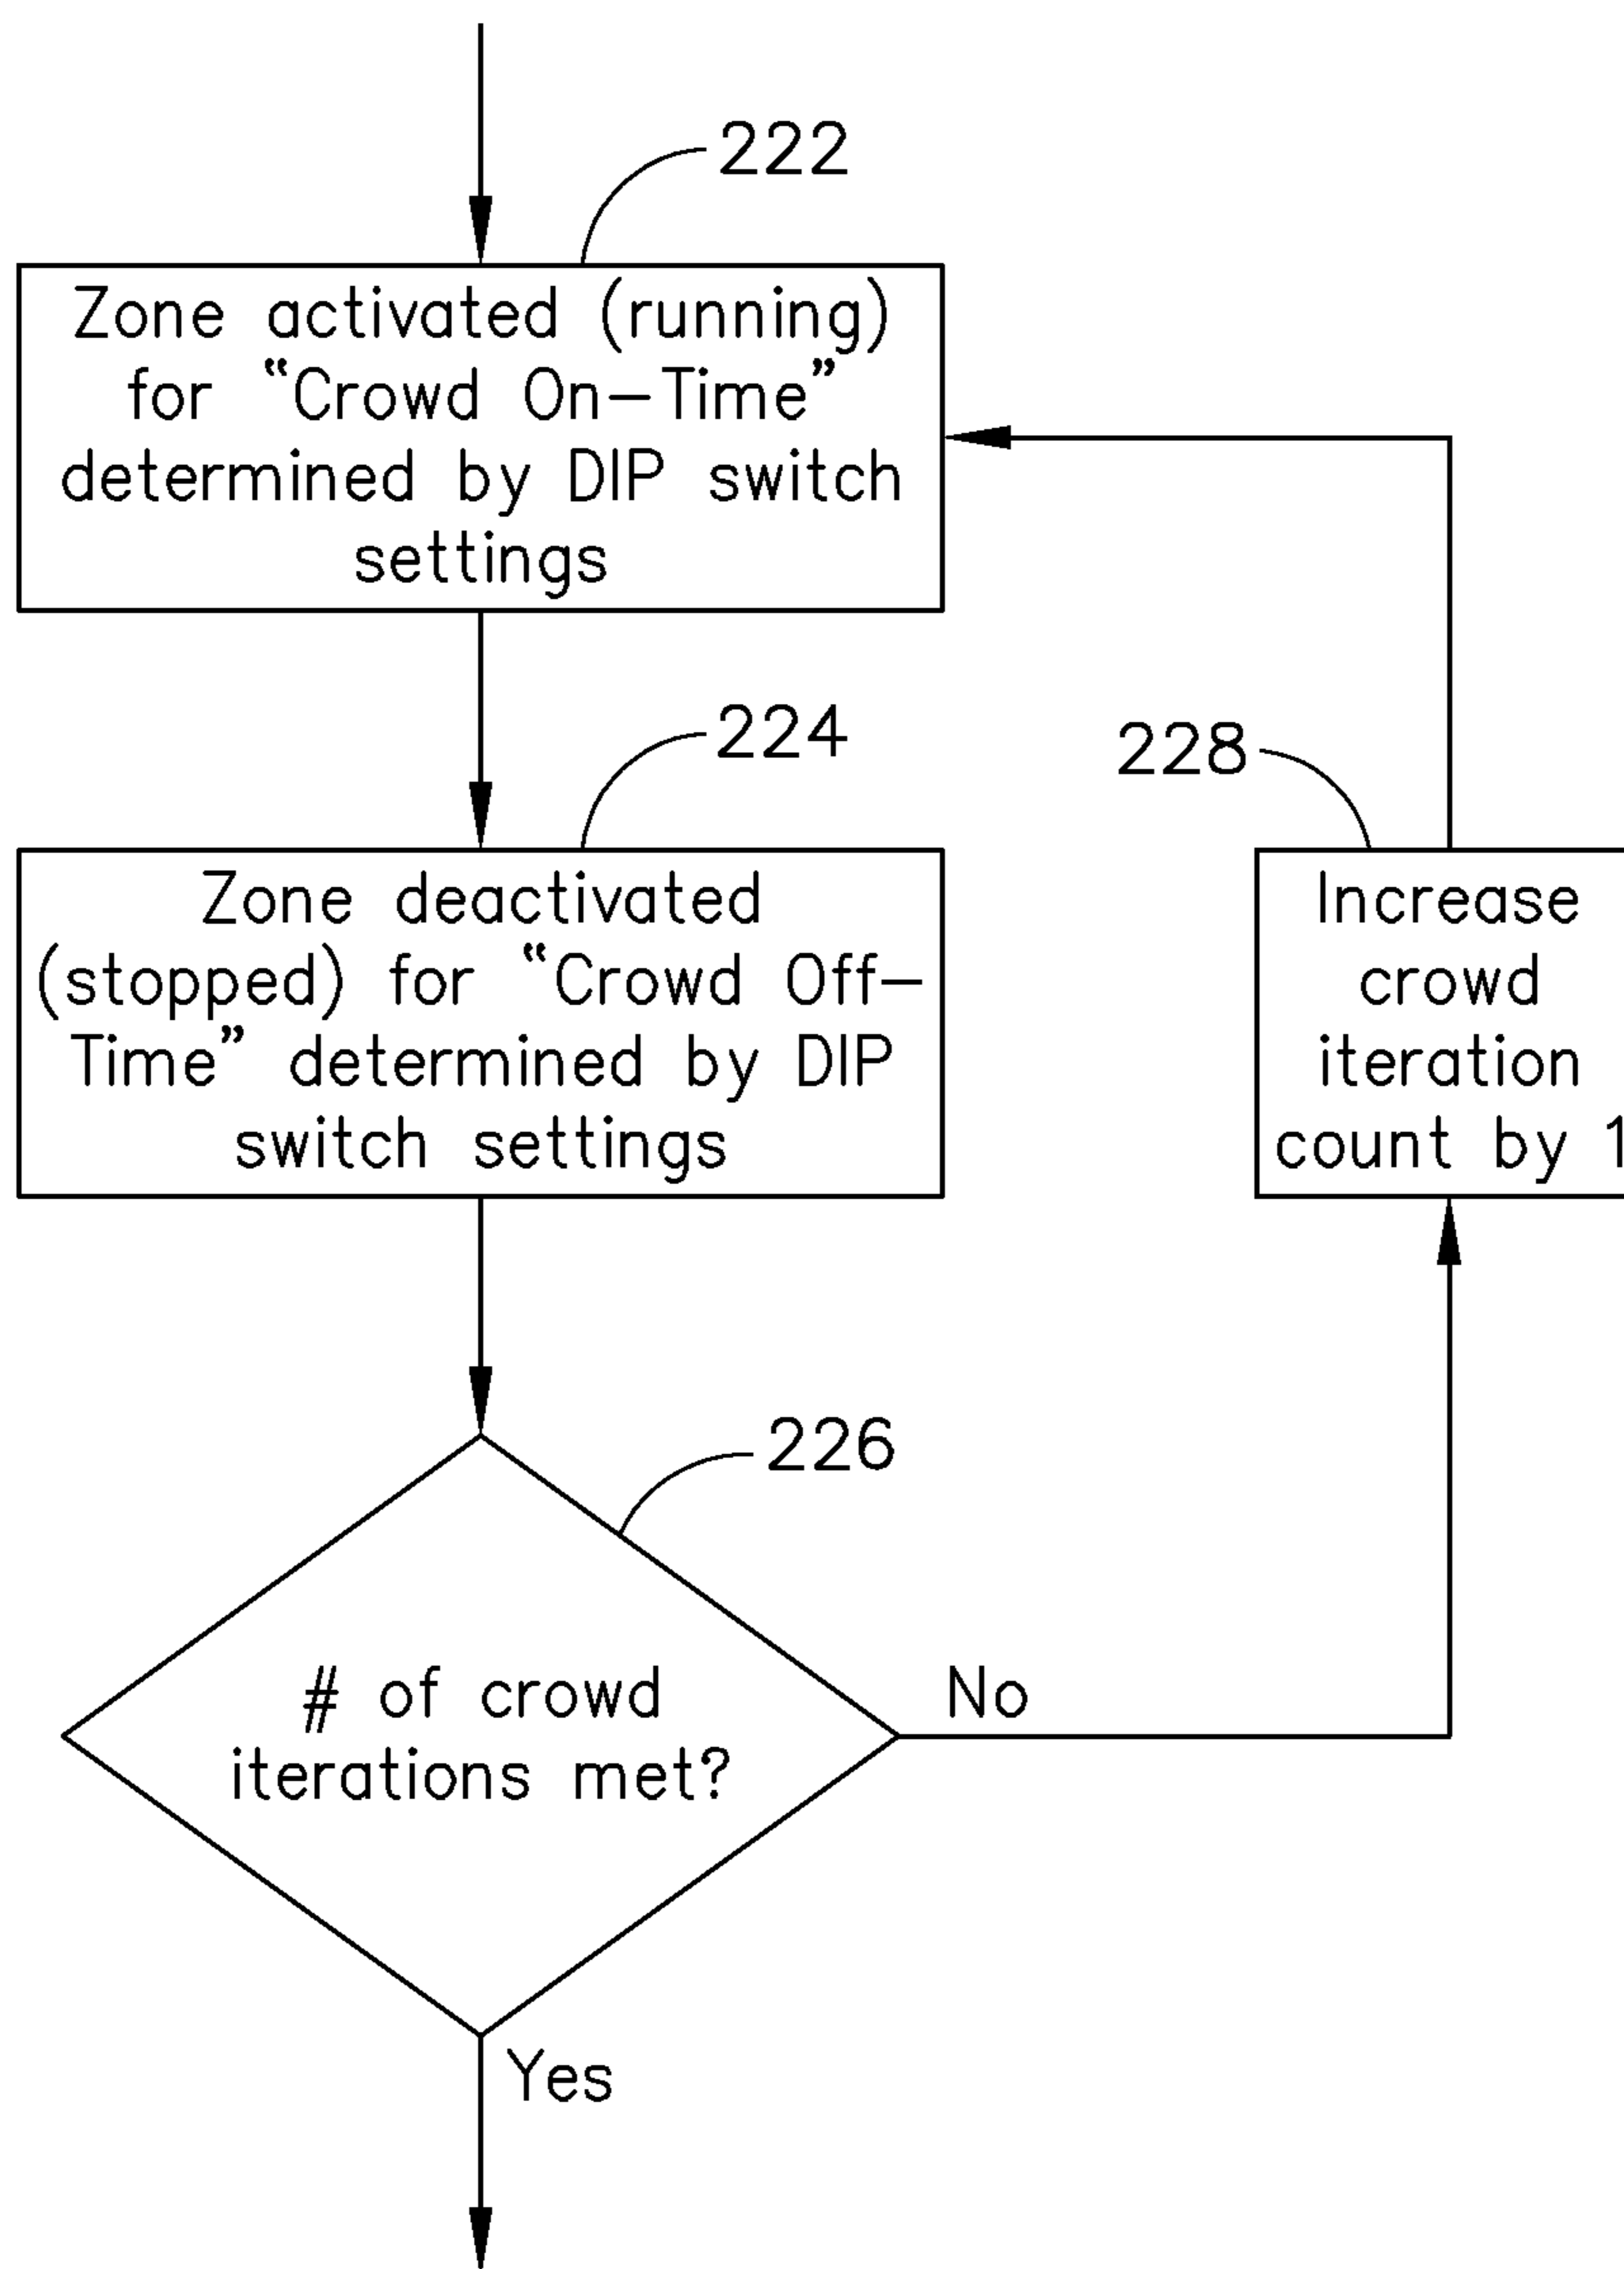 222
Zone activated (running)
for “Crowd On-Time”
determined by DIP switch
settings
224
Zone deactivated
(stopped) for “Crowd Off-
Time” determined by DIP
switch settings
228
Increase
crowd
iteration
count by 1
226
# of crowd
iterations met?
No
Yes